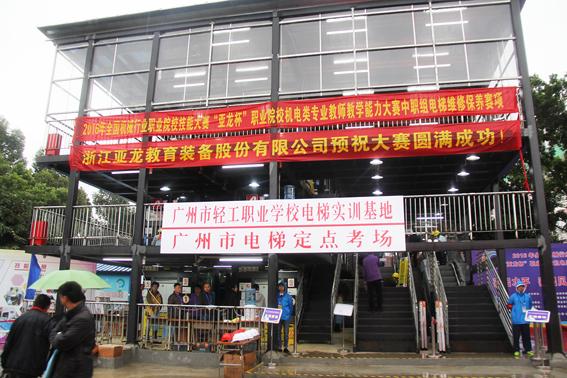 2016年全国机械行业职业院校技能大赛“亚龙杯”职业院校机电类专业教师教学能力大赛中职组电梯维修保养赛项
浙江亚龙教育装备股份有限公司预祝大赛圆满成功！
广州市轻工职业学校电梯实训基地
广州市电梯定点考场